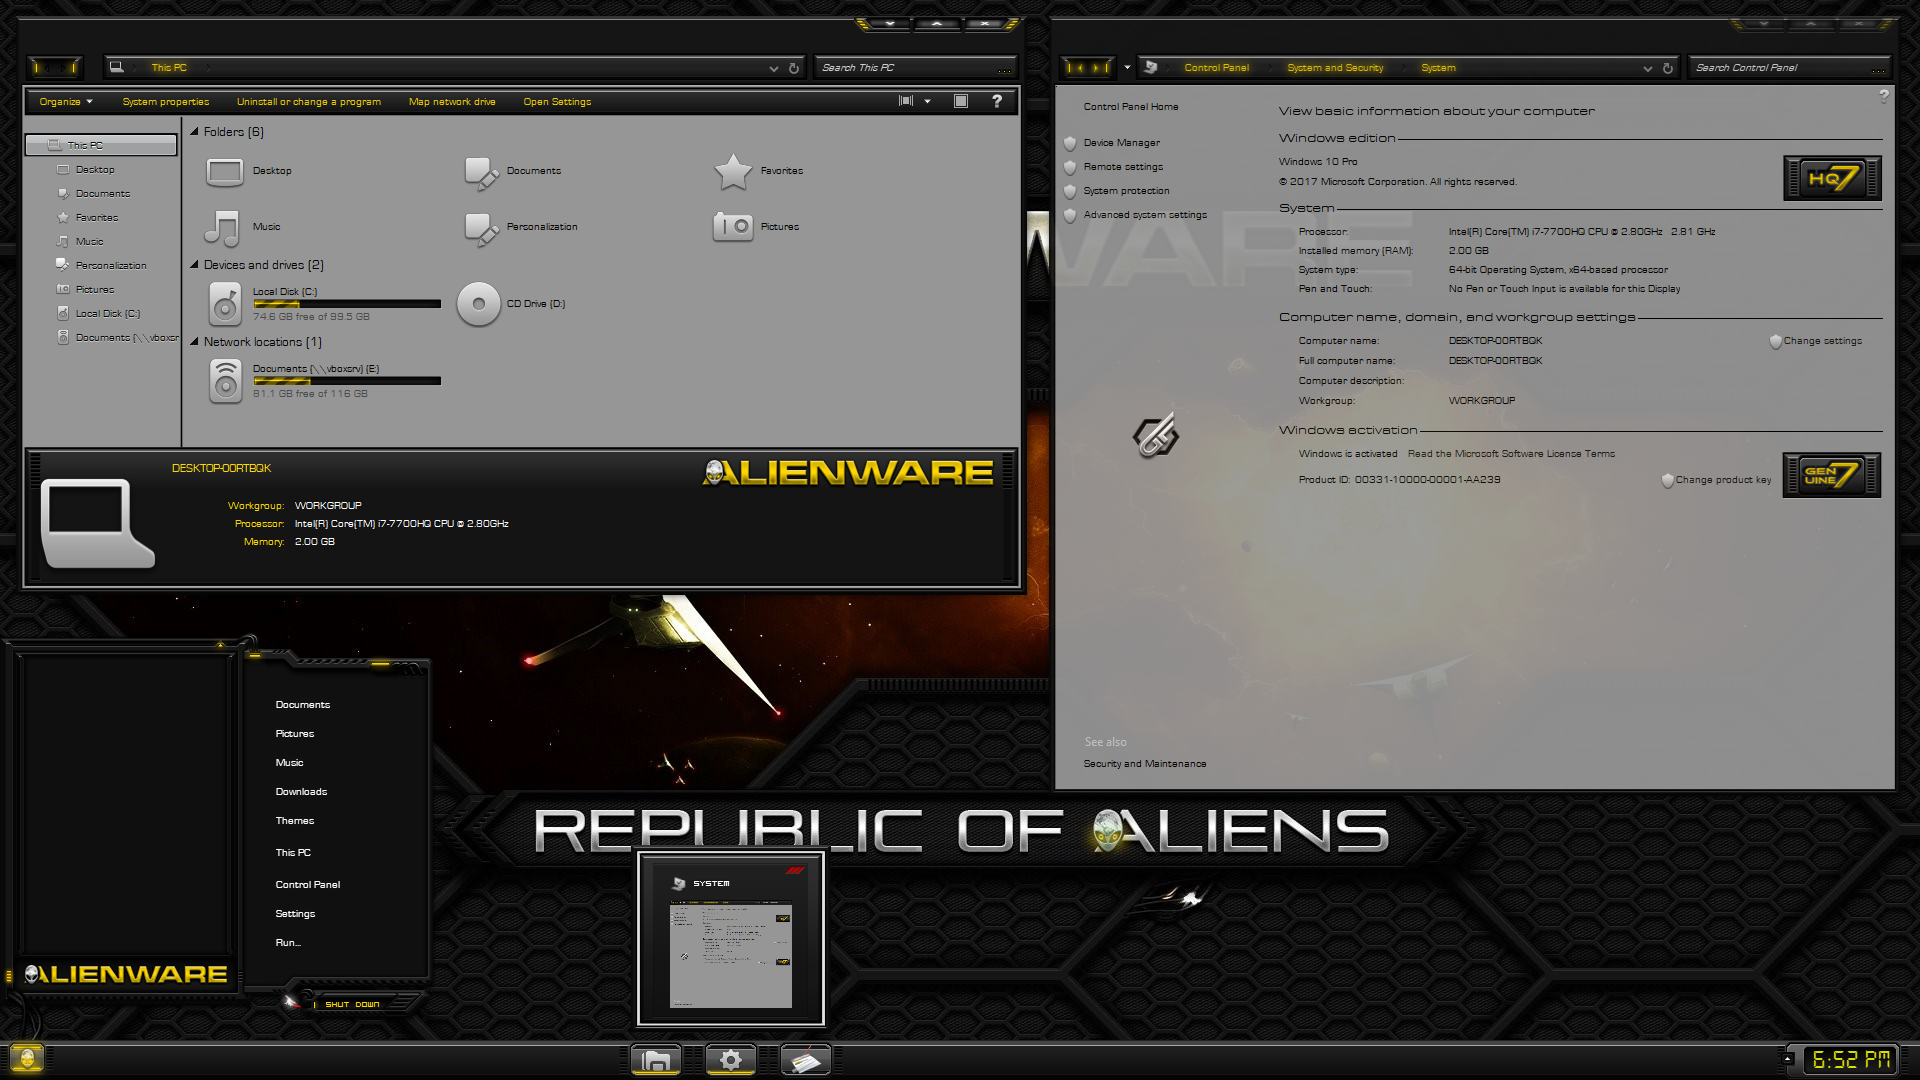 This PC
Search This PC
Organize
System properties
Uninstall or change a program
Map network drive
Open Settings
?
This PC
Desktop
Documents
Favorites
Music
Personalization
Pictures
Local Disk (C:)
Documents (\\vboxsr
Folders (6)
Desktop
Documents
Favorites
Music
Personalization
Pictures
Devices and drives (2)
Local Disk (C:)
74.6 GB free of 99.5 GB
CD Drive (D:)
Network locations (1)
Documents (\\vboxsrv) (E:)
81.1 GB free of 116 GB
DESKTOP-00RTBQK
Workgroup: WORKGROUP
Processor: Intel(R) Core(TM) i7-7700HQ CPU @ 2.80GHz
Memory: 2.00 GB
ALIENWARE
Control Panel
System and Security
System
Search Control Panel
?
Control Panel Home
Device Manager
Remote settings
System protection
Advanced system settings
See also
Security and Maintenance
View basic information about your computer
Windows edition
Windows 10 Pro
© 2017 Microsoft Corporation. All rights reserved.
HQ7
System
Processor: Intel(R) Core(TM) i7-7700HQ CPU @ 2.80GHz 2.81 GHz
Installed memory (RAM): 2.00 GB
System type: 64-bit Operating System, x64-based processor
Pen and Touch: No Pen or Touch Input is available for this Display
Computer name, domain, and workgroup settings
Computer name: DESKTOP-00RTBQK
Change settings
Full computer name: DESKTOP-00RTBQK
Computer description:
Workgroup: WORKGROUP
Windows activation
Windows is activated Read the Microsoft Software License Terms
Product ID: 00331-10000-00001-AA239
Change product key
GEN UINE 7
WARE
Documents
Pictures
Music
Downloads
Themes
This PC
Control Panel
Settings
Run...
ALIENWARE
SHUT DOWN
REPUBLIC OF ALIENS
SYSTEM
6:52 PM